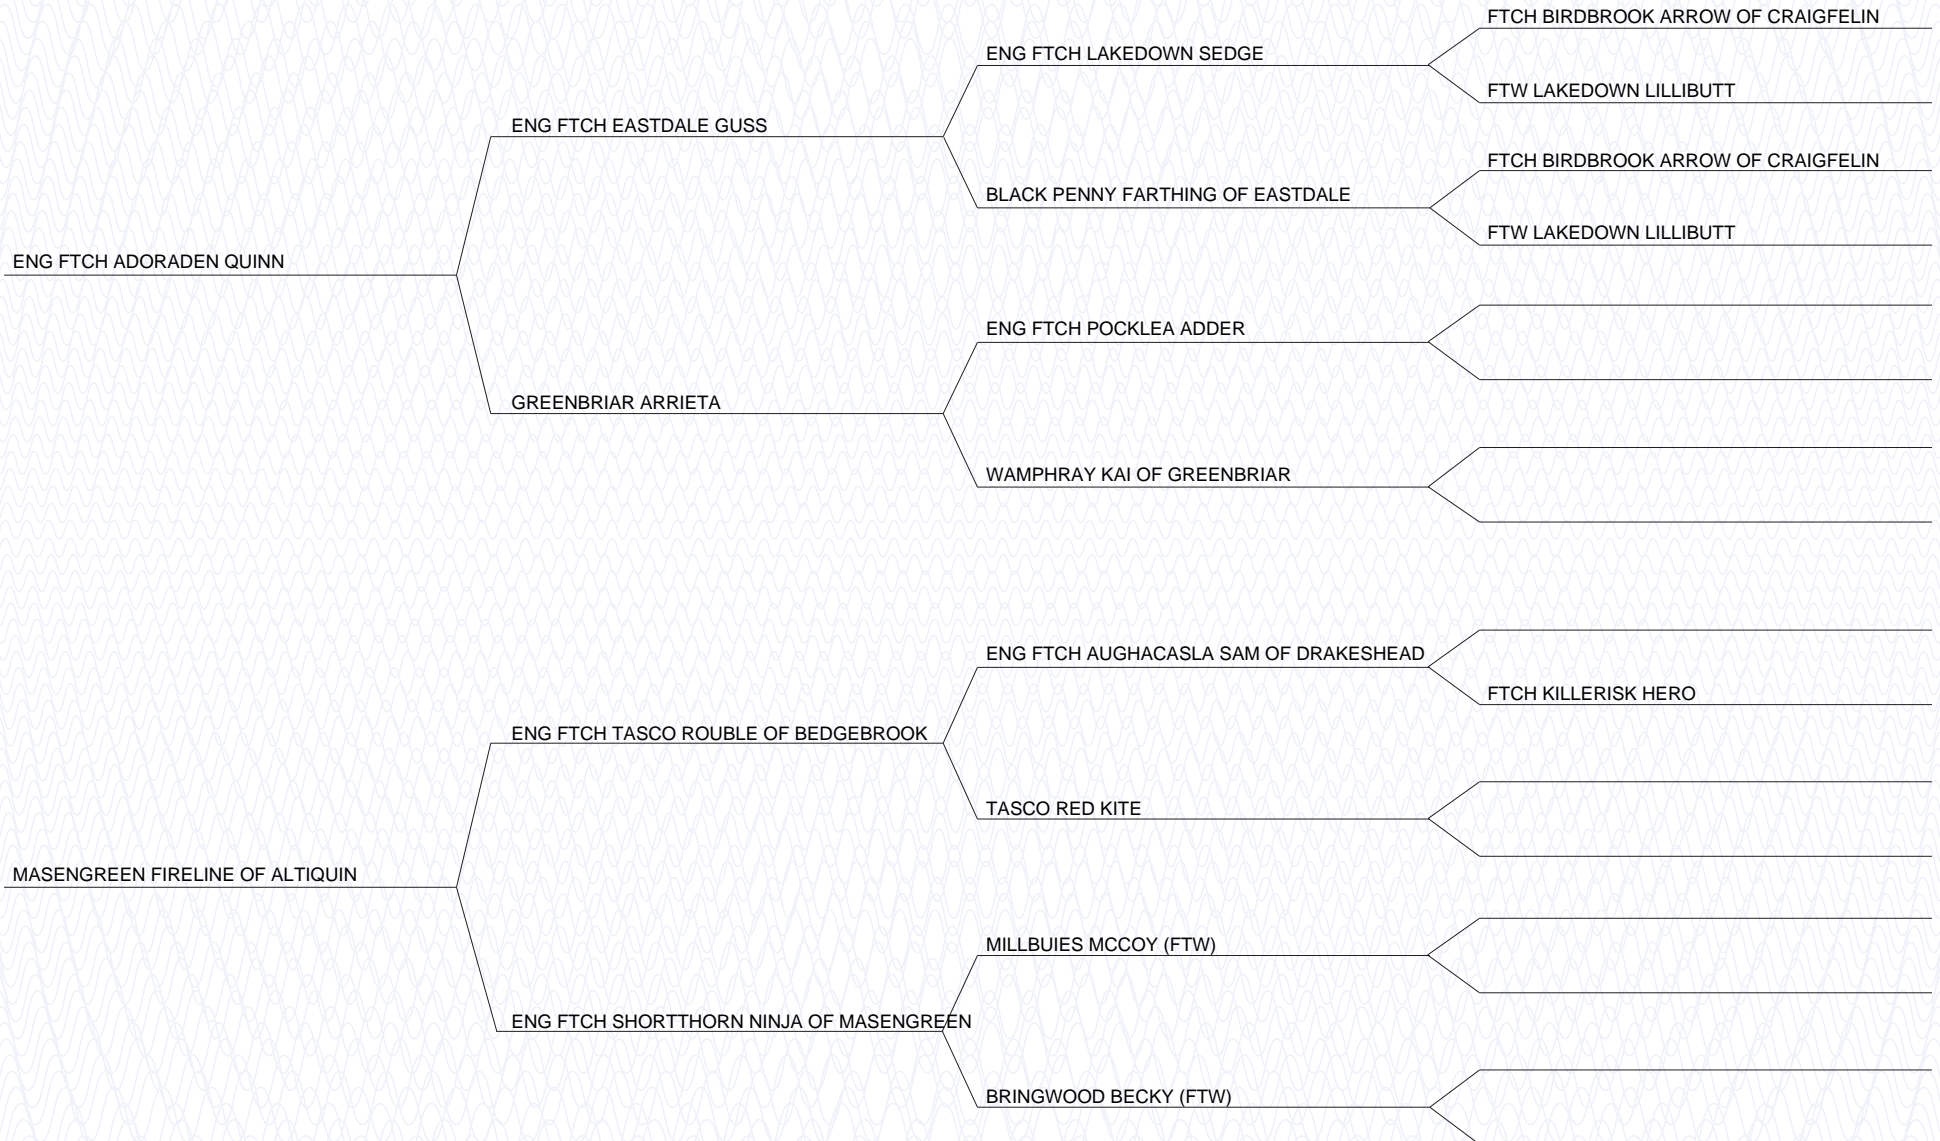 FTCH BIRDBROOK ARROW OF CRAIGFELIN
ENG FTCH LAKEDOWN SEDGE
FTW LAKEDOWN LILLIBUTT
ENG FTCH EASTDALE GUSS
FTCH BIRDBROOK ARROW OF CRAIGFELIN
BLACK PENNY FARTHING OF EASTDALE
FTW LAKEDOWN LILLIBUTT
ENG FTCH ADORADEN QUINN
ENG FTCH POCKLEA ADDER
GREENBRIAR ARRIETA
WAMPHRAY KAI OF GREENBRIAR
ENG FTCH AUGHACASLA SAM OF DRAKESHEAD
FTCH KILLERISK HERO
ENG FTCH TASCO ROUBLE OF BEDGEBROOK
TASCO RED KITE
MASENGREEN FIRELINE OF ALTIQUIN
MILLBUIES MCCOY (FTW)
ENG FTCH SHORTTHORN NINJA OF MASENGREEN
BRINGWOOD BECKY (FTW)